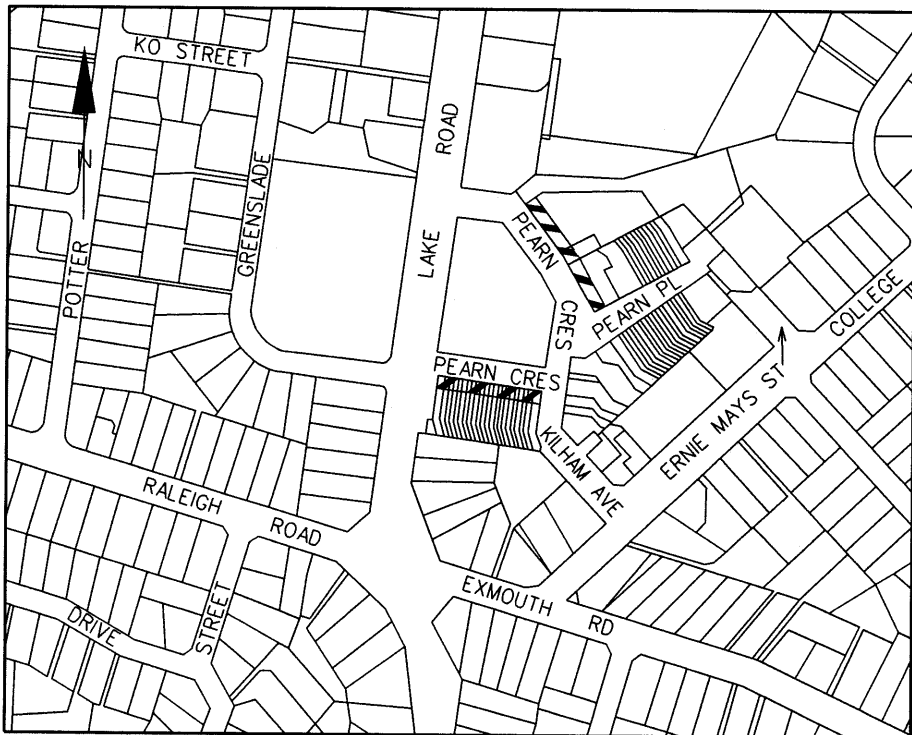 KO STREET
N
POTTER
GREENSLADE
LAKE ROAD
PEARN CRES
PEARN PL
COLLEGE
PEARN CRES
ERNIE MAYS ST
KILHAM AVE
RALEIGH ROAD
EXMOUTH RD
STREET
DRIVE